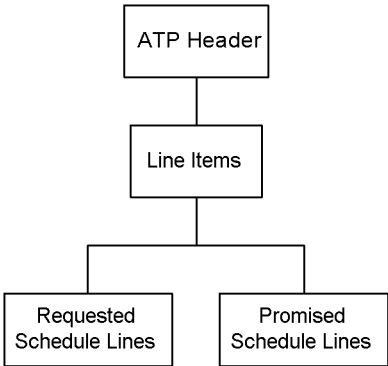 ATP Header
Line Items
Requested
Schedule Lines
Promised
Schedule Lines